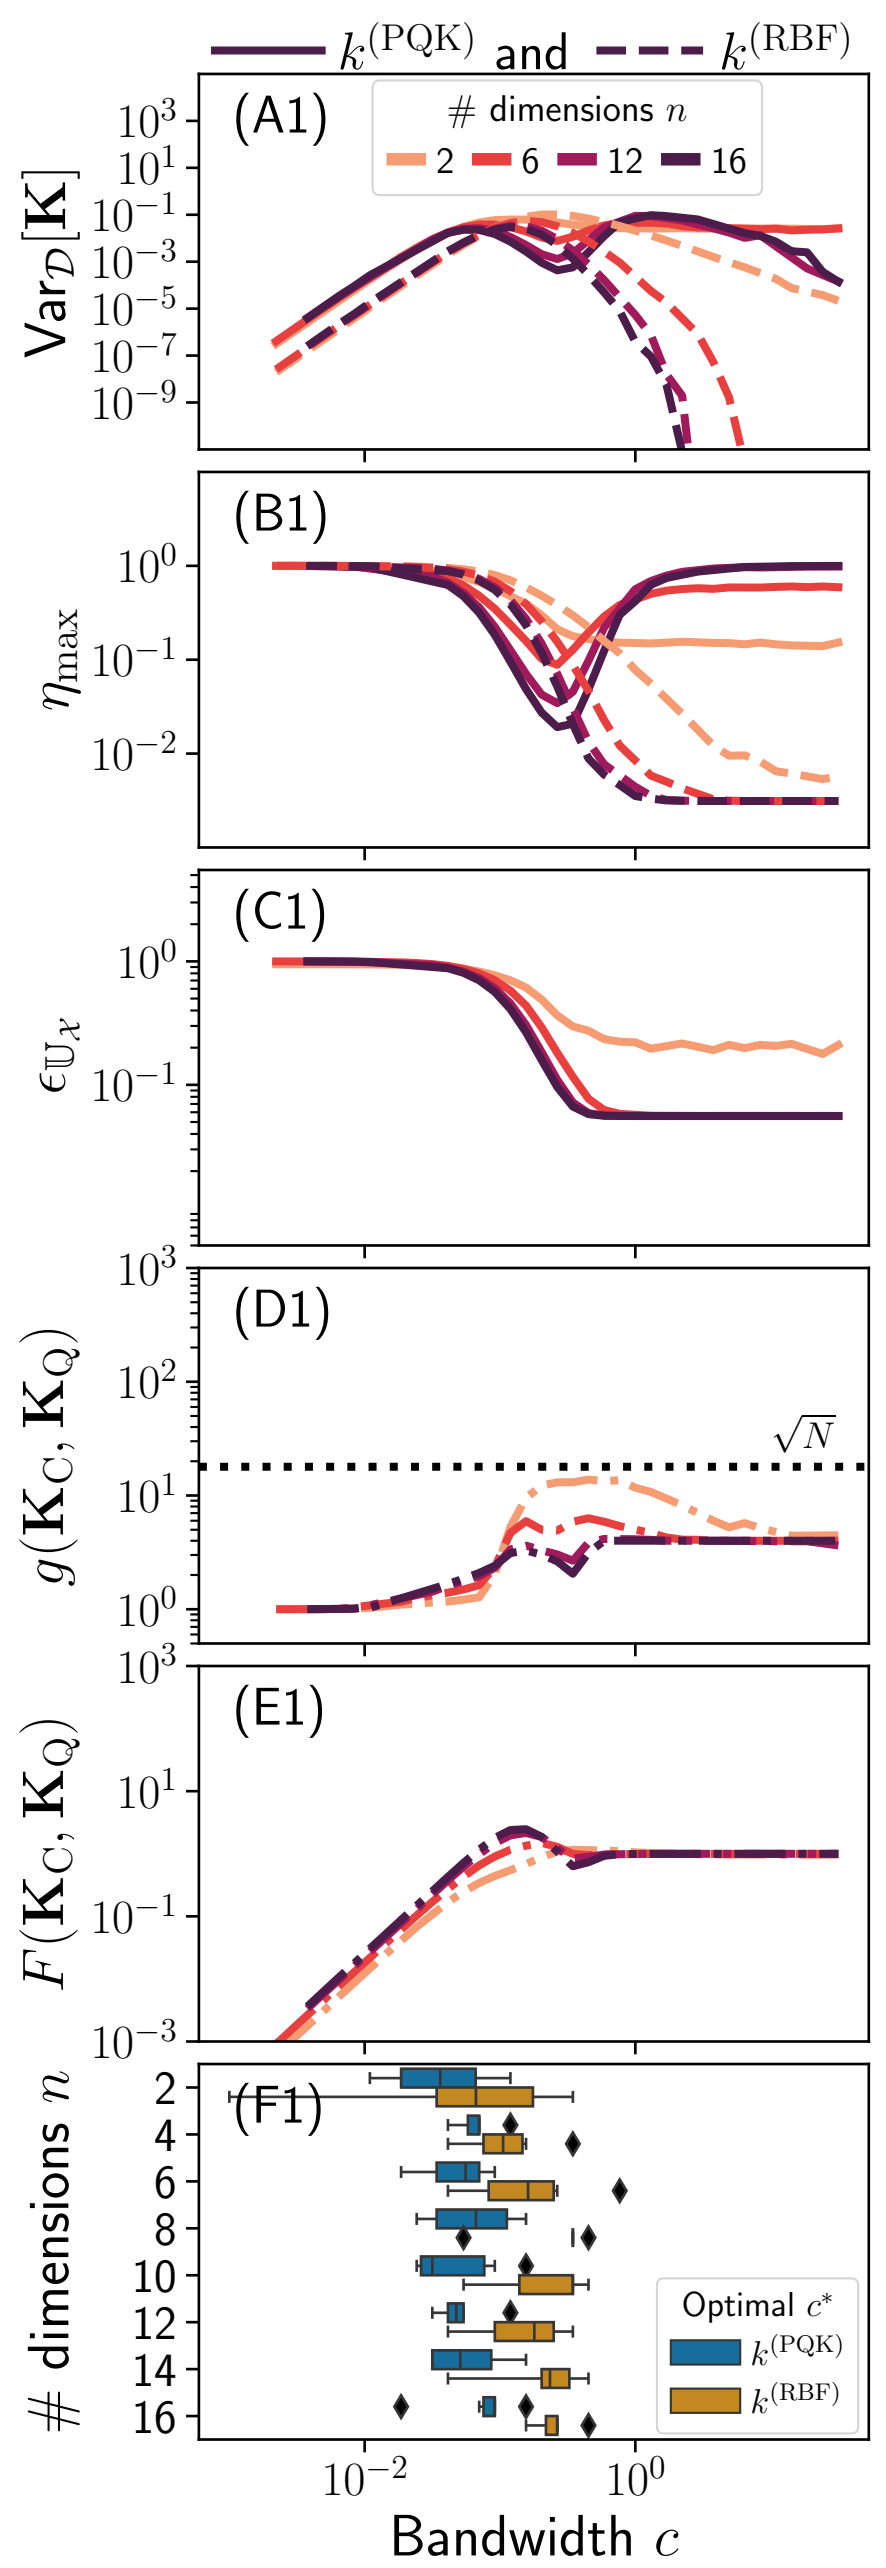 k^(PQK) and k^(RBF)
(A1)
# dimensions n
2 6 12 16
Var_𝒟[𝐊]
10^3
10^1
10^−1
10^−3
10^−5
10^−7
10^−9
(B1)
η_max
10^0
10^−1
10^−2
(C1)
ϵ_𝕌_𝒳
10^0
10^−1
(D1)
g(𝐊_C, 𝐊_Q)
10^3
10^2
10^1
10^0
√N
(E1)
F(𝐊_C, 𝐊_Q)
10^3
10^1
10^−1
10^−3
(F1)
# dimensions n
2
4
6
8
10
12
14
16
Optimal c*
k^(PQK)
k^(RBF)
10^−2 10^0
Bandwidth c